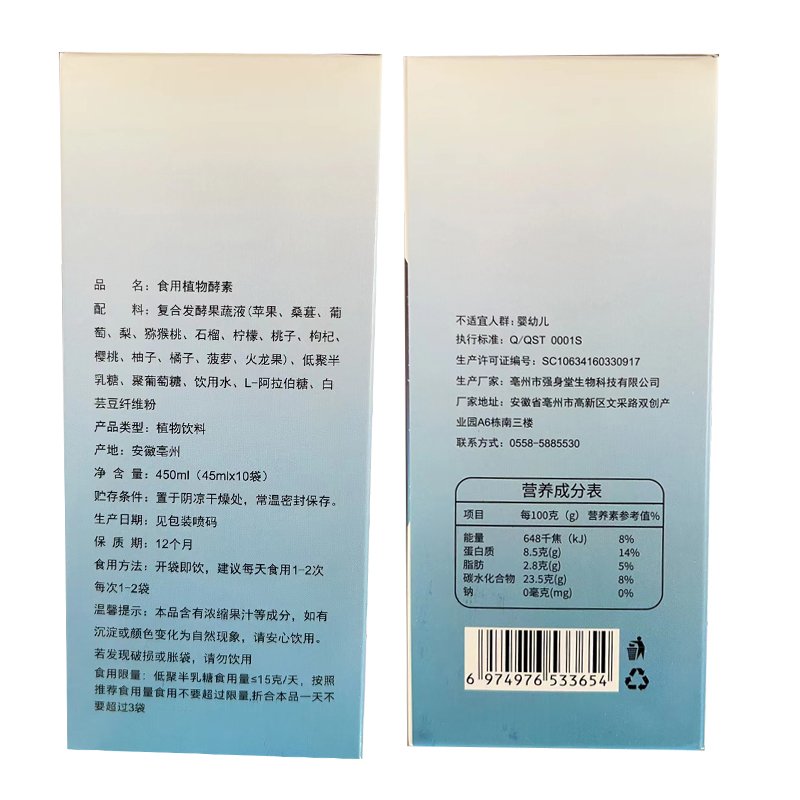 品 名：食用植物酵素
配 料：复合发酵果蔬液(苹果、桑葚、葡
萄、梨、猕猴桃、石榴、柠檬、桃子、枸杞、
樱桃、柚子、橘子、菠萝、火龙果)、低聚半
乳糖、聚葡萄糖、饮用水、L-阿拉伯糖、白
芸豆纤维粉
产品类型：植物饮料
产地：安徽亳州
净 含 量：450ml（45mlx10袋）
贮存条件：置于阴凉干燥处，常温密封保存。
生产日期：见包装喷码
保 质 期：12个月
食用方法：开袋即饮，建议每天食用1-2次
每次1-2袋
温馨提示：本品含有浓缩果汁等成分，如有
沉淀或颜色变化为自然现象，请安心饮用。
若发现破损或胀袋，请勿饮用
食用限量：低聚半乳糖食用量≤15克/天，按照
推荐食用量食用不要超过限量,折合本品一天不
要超过3袋
不适宜人群：婴幼儿
执行标准：Q/QST 0001S
生产许可证编号：SC10634160330917
生产厂家：亳州市强身堂生物科技有限公司
厂家地址：安徽省亳州市高新区文采路双创产
业园A6栋南三楼
联系方式：0558-5885530
营养成分表
项目 每100克（g） 营养素参考值%
能量 648千焦（kJ） 8%
蛋白质 8.5克(g) 14%
脂肪 2.8克(g) 5%
碳水化合物 23.5克(g) 8%
钠 0毫克(mg) 0%
6 974976 533654